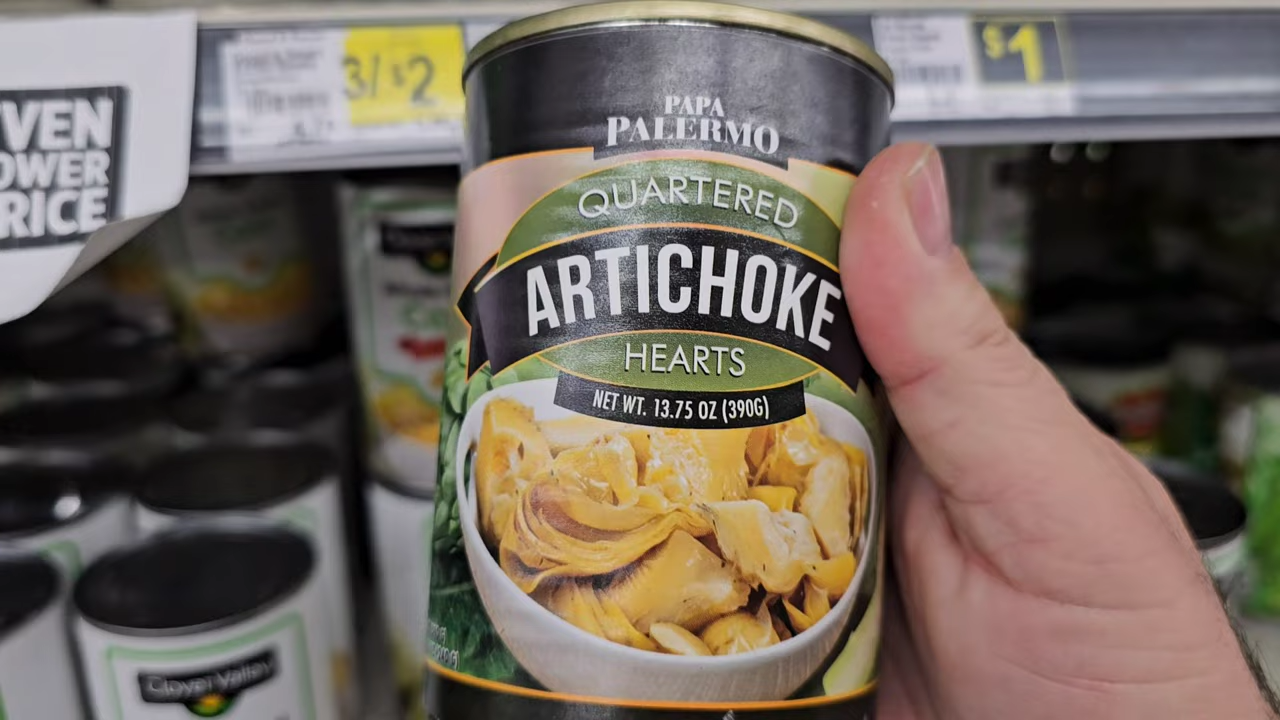 VEN
OWER
RICE
3/$2
$1
PAPA
PALERMO
QUARTERED
ARTICHOKE
HEARTS
NET WT. 13.75 OZ (390G)
Clover Valley